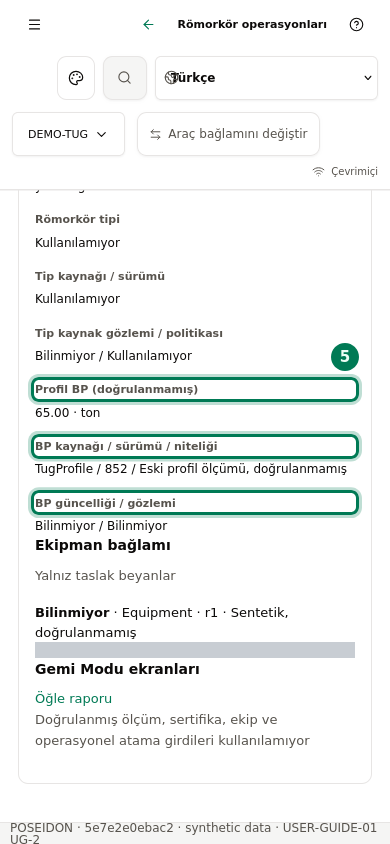 Römorkör operasyonları
Türkçe
DEMO-TUG
Araç bağlamını değiştir
Çevrimiçi
Römorkör tipi
Kullanılamıyor
Tip kaynağı / sürümü
Kullanılamıyor
Tip kaynak gözlemi / politikası
Bilinmiyor / Kullanılamıyor
5
Profil BP (doğrulanmamış)
65.00 · ton
BP kaynağı / sürümü / niteliği
TugProfile / 852 / Eski profil ölçümü, doğrulanmamış
BP güncelliği / gözlemi
Bilinmiyor / Bilinmiyor
Ekipman bağlamı
Yalnız taslak beyanlar
Bilinmiyor · Equipment · r1 · Sentetik,
doğrulanmamış
Gemi Modu ekranları
Öğle raporu
Doğrulanmış ölçüm, sertifika, ekip ve
operasyonel atama girdileri kullanılamıyor
POSEIDON · 5e7e2e0ebac2 · synthetic data · USER-GUIDE-01
UG-2